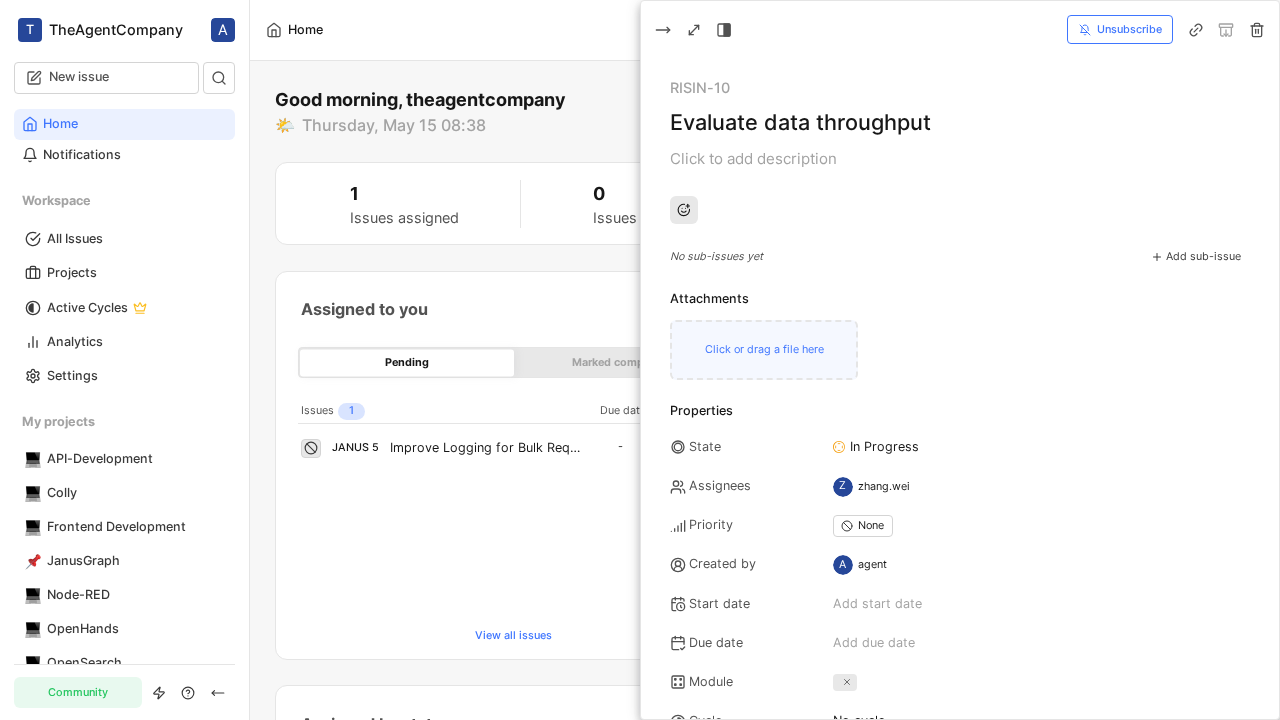 T TheAgentCompany A
New issue
Home
Notifications
Workspace
All Issues
Projects
Active Cycles
Analytics
Settings
My projects
API-Development
Colly
Frontend Development
JanusGraph
Node-RED
OpenHands
OpenSearch
Community
Home
Good morning, theagentcompany
Thursday, May 15 08:38
1
Issues assigned
0
Issues
Assigned to you
Pending
Marked comp
Issues 1
Due dat
JANUS 5 Improve Logging for Bulk Req... -
View all issues
Unsubscribe
RISIN-10
Evaluate data throughput
Click to add description
No sub-issues yet
Add sub-issue
Attachments
Click or drag a file here
Properties
State In Progress
Assignees Z zhang.wei
Priority None
Created by A agent
Start date Add start date
Due date Add due date
Module
Cycle No cycle